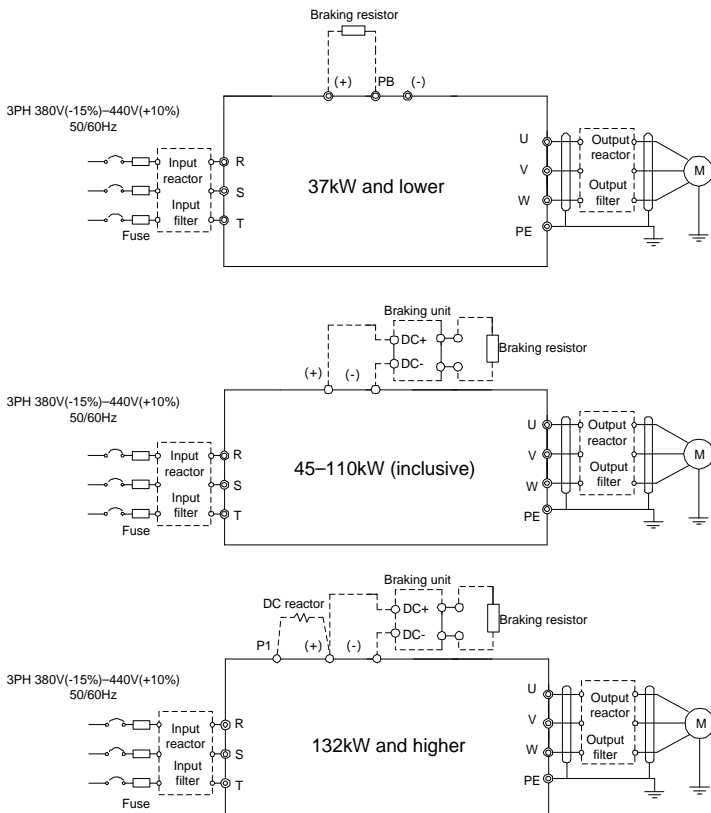 Braking resistor
(+)
PB
(-)
3PH 380V(-15%)–440V(+10%)
50/60Hz
Input
reactor
Input
filter
Fuse
R
S
T
37kW and lower
U
V
W
PE
Output
reactor
Output
filter
M
Braking unit
DC+
DC-
Braking resistor
(+)
(-)
3PH 380V(-15%)–440V(+10%)
50/60Hz
Input
reactor
Input
filter
Fuse
R
S
T
45–110kW (inclusive)
U
V
W
PE
Output
reactor
Output
filter
M
Braking unit
DC reactor
DC+
DC-
Braking resistor
P1
(+)
(-)
3PH 380V(-15%)–440V(+10%)
50/60Hz
Input
reactor
Input
filter
Fuse
R
S
T
132kW and higher
U
V
W
PE
Output
reactor
Output
filter
M